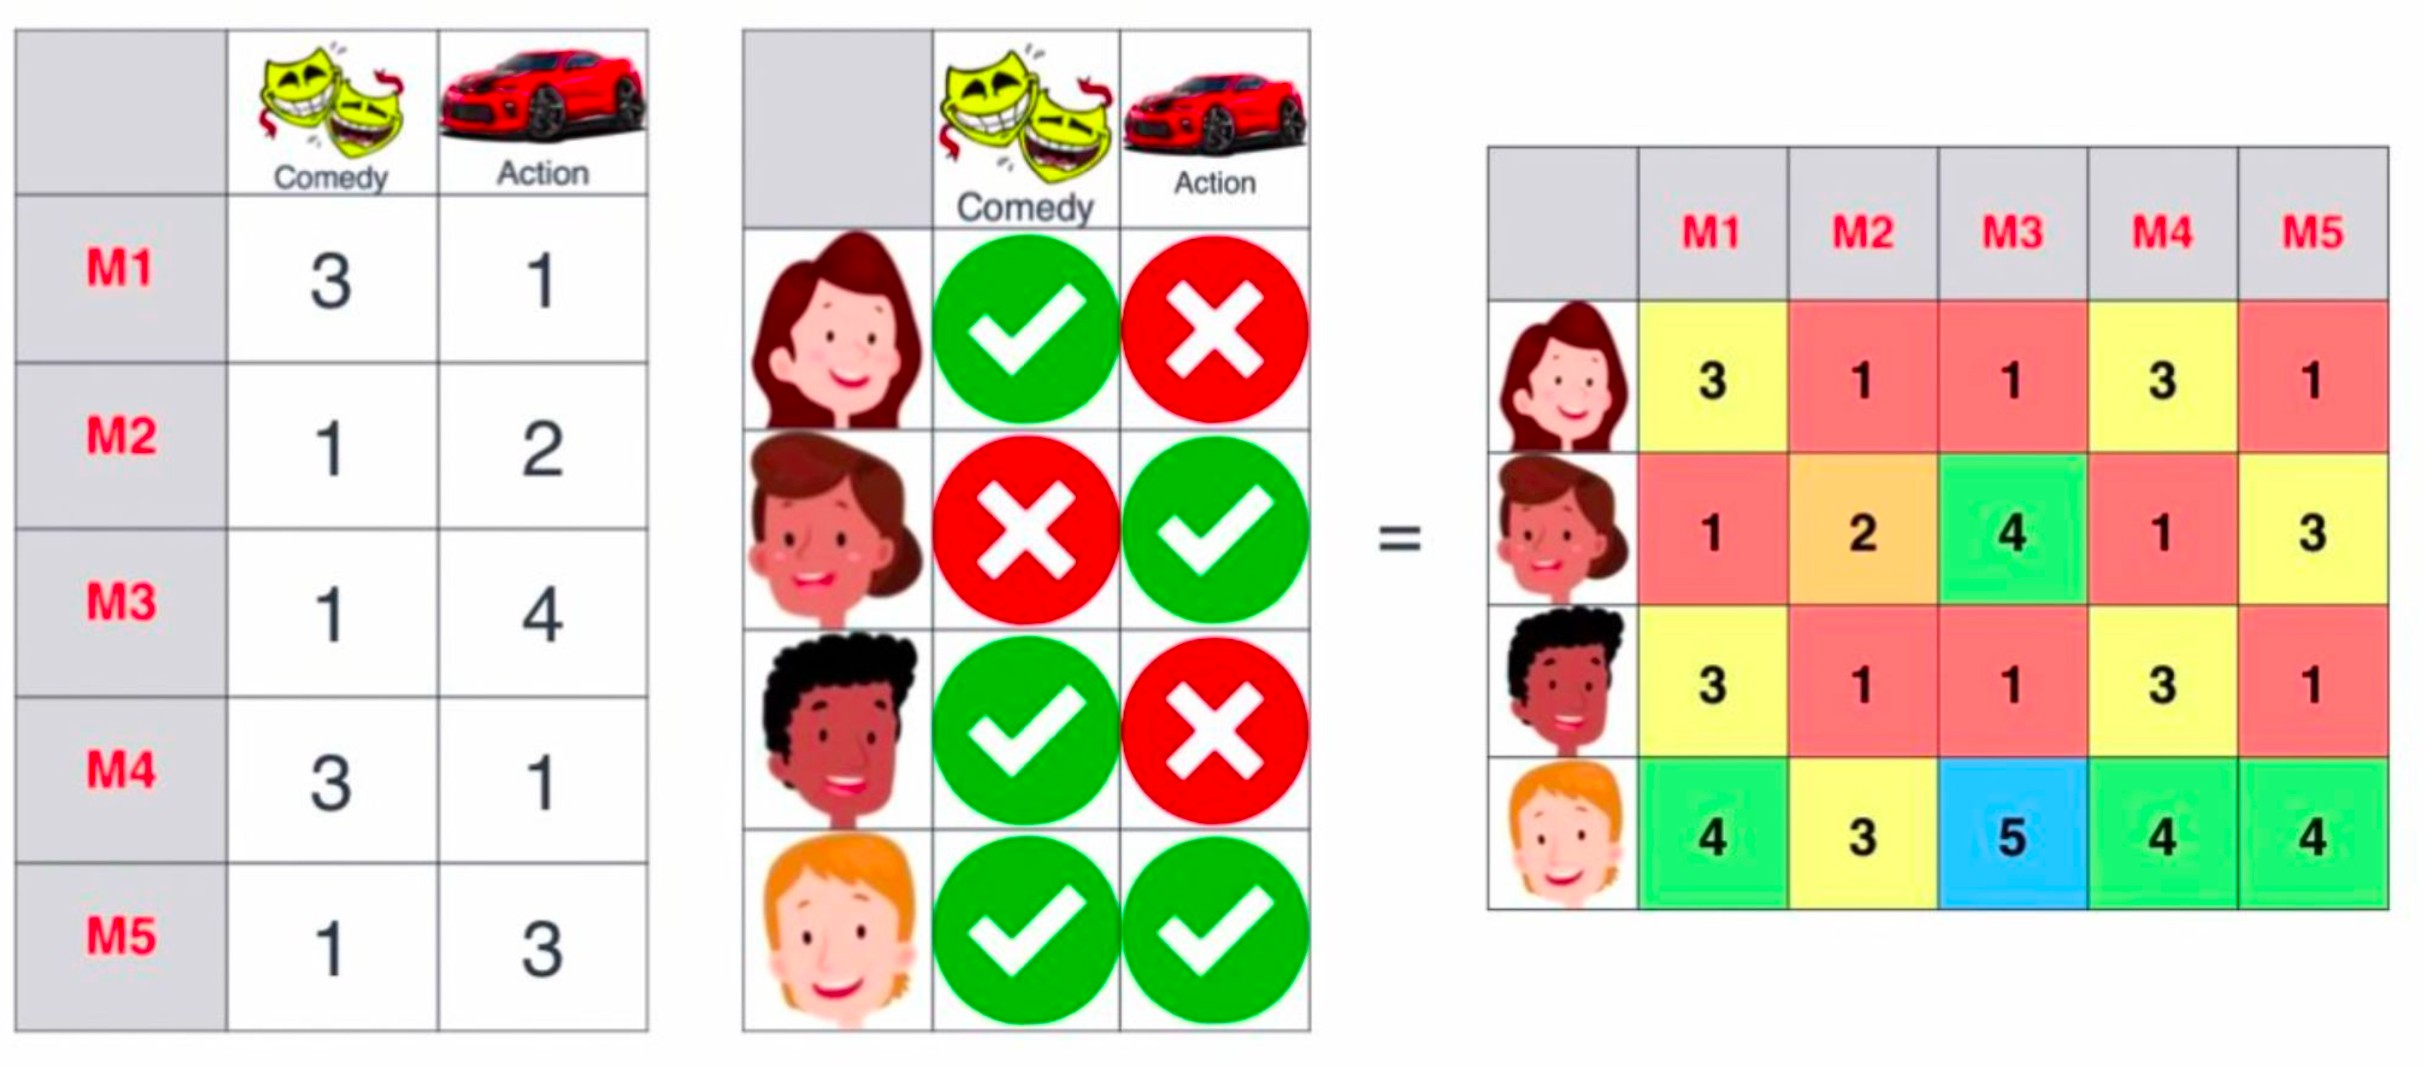 Comedy Action
M1 3 1
M2 1 2
M3 1 4
M4 3 1
M5 1 3
Comedy Action
=
M1 M2 M3 M4 M5
3 1 1 3 1
1 2 4 1 3
3 1 1 3 1
4 3 5 4 4